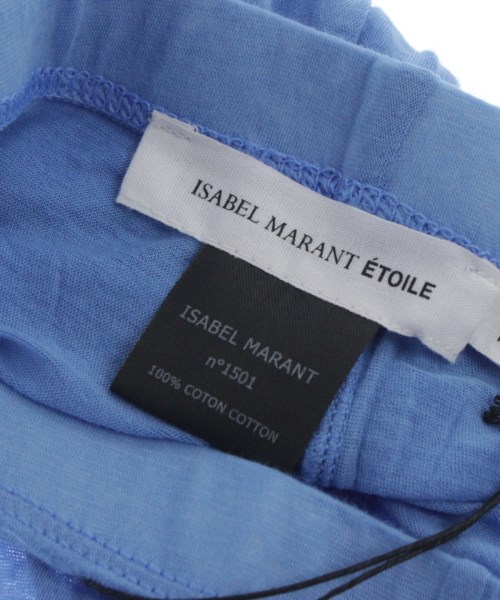 ISABEL MARANT ÉTOILE
ISABEL MARANT
n°1501
100% COTON COTTON